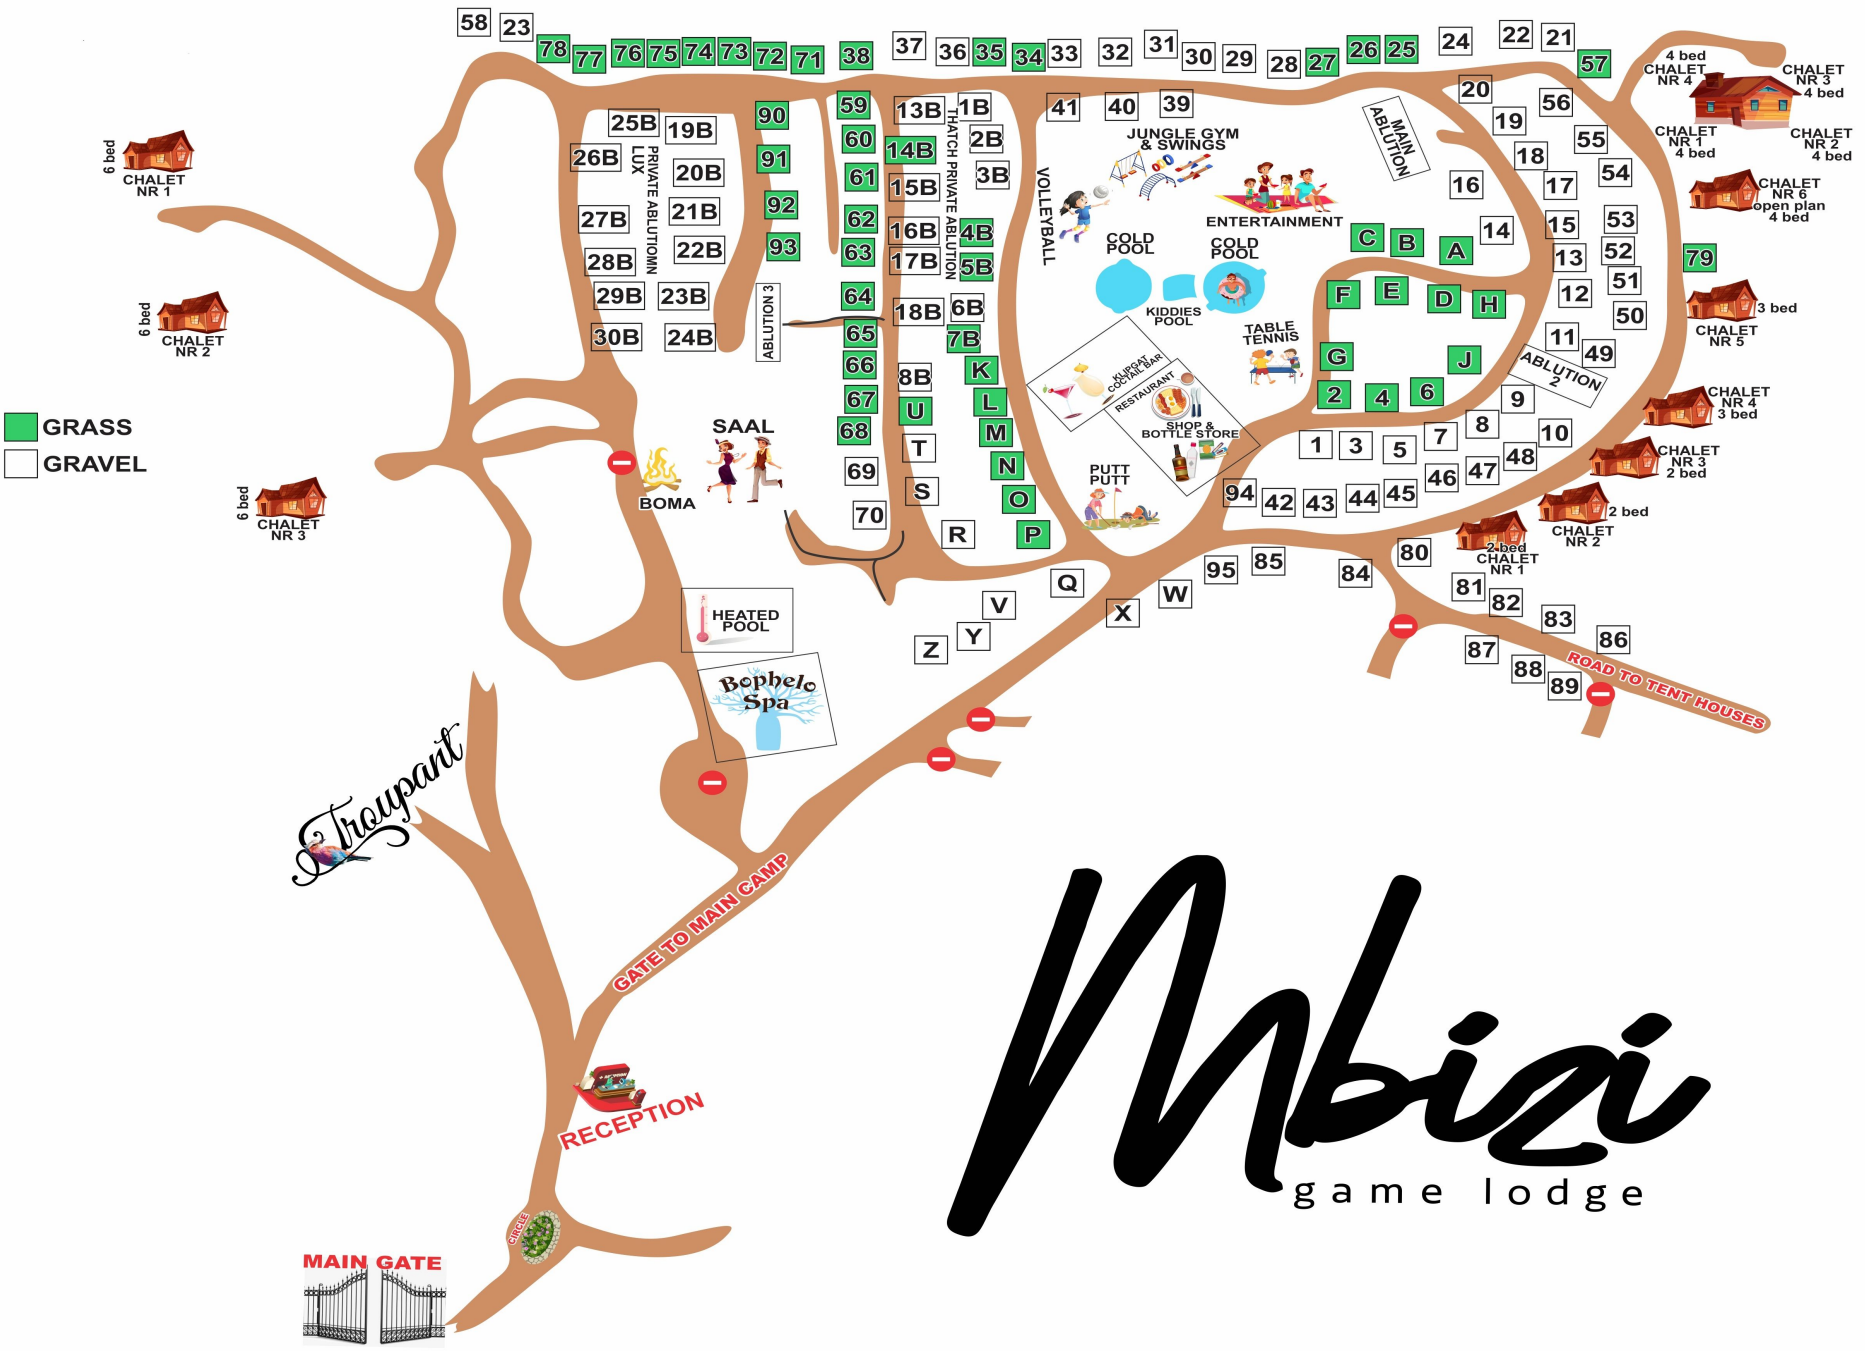 58
23
78
77
76
75
74
73
72
71
38
37
36
35
34
33
32
31
30
29
28
27
26
25
24
22
21
57
4 bed
CHALET
NR 4
CHALET
NR 3
4 bed
CHALET
NR 1
4 bed
CHALET
NR 2
4 bed
CHALET
NR 6
open plan
4 bed
79
3 bed
CHALET
NR 5
CHALET
NR 4
3 bed
CHALET
NR 3
2 bed
2 bed
CHALET
NR 2
2 bed
CHALET
NR 1
6 bed
CHALET
NR 1
6 bed
CHALET
NR 2
6 bed
CHALET
NR 3
GRASS
GRAVEL
25B
19B
26B
20B
27B
21B
28B
22B
29B
23B
30B
24B
PRIVATE ABLUTIOMN
LUX
90
91
92
93
ABLUTION 3
59
60
61
62
63
64
65
66
67
68
69
70
13B
14B
15B
16B
17B
18B
THATCH PRIVATE ABLUTION
1B
2B
3B
4B
5B
6B
7B
8B
U
T
S
R
K
L
M
N
O
P
Q
V
Y
Z
X
W
41
40
39
JUNGLE GYM
& SWINGS
VOLLEYBALL
ENTERTAINMENT
COLD
POOL
COLD
POOL
KIDDIES
POOL
TABLE
TENNIS
KLIPGAT
COCTAIL BAR
RESTAURANT
SHOP &
BOTTLE STORE
PUTT
PUTT
MAIN
ABLUTION
20
19
18
17
16
15
14
13
12
11
56
55
54
53
52
51
50
49
ABLUTION
2
C
B
A
F
E
D
H
G
J
2
4
6
1
3
5
7
8
9
10
94
42
43
44
45
46
47
48
95
85
84
80
81
82
83
86
87
88
89
ROAD TO TENT HOUSES
SAAL
BOMA
HEATED
POOL
Bophelo
Spa
Troupant
GATE TO MAIN CAMP
RECEPTION
CIRCLE
MAIN GATE
Mbizi
game lodge